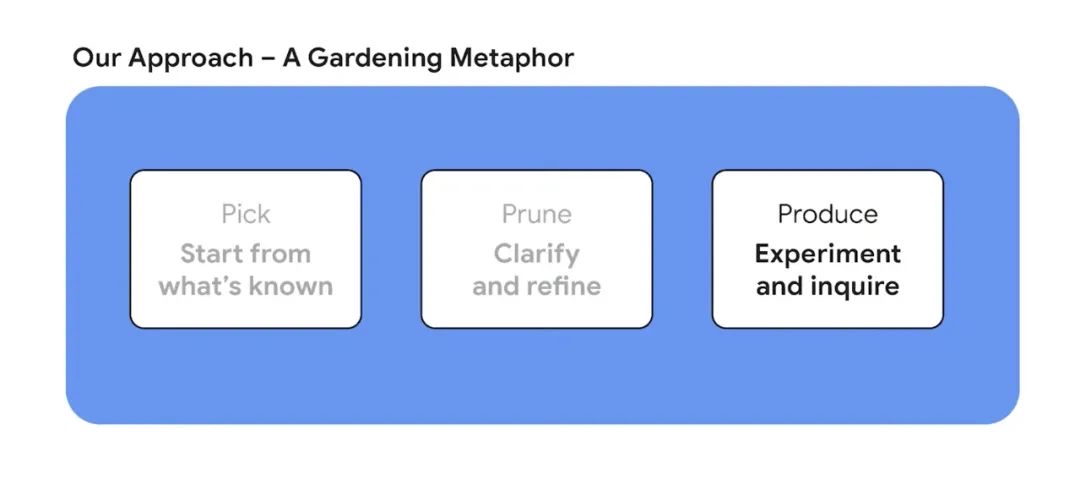 Our Approach – A Gardening Metaphor
Pick
Start from
what’s known
Prune
Clarify
and refine
Produce
Experiment
and inquire